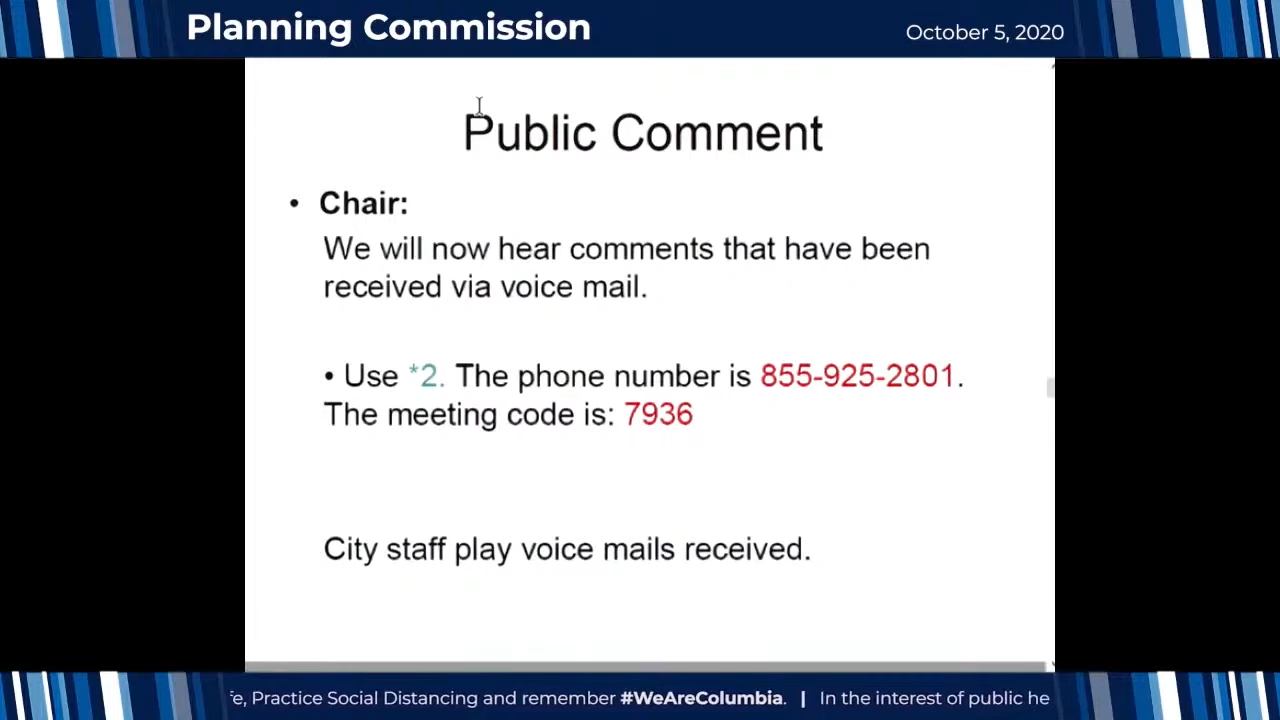 Planning Commission
October 5, 2020
Public Comment
• Chair:
We will now hear comments that have been
received via voice mail.
• Use *2. The phone number is 855-925-2801.
The meeting code is: 7936
City staff play voice mails received.
fe, Practice Social Distancing and remember #WeAreColumbia. | In the interest of public he